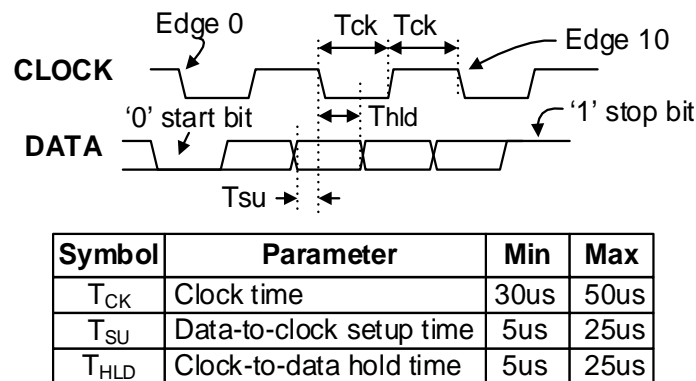 Edge 0
Tck Tck
Edge 10
CLOCK
Thld
'0' start bit
'1' stop bit
DATA
Tsu
Symbol Parameter Min Max
TCK Clock time 30us 50us
TSU Data-to-clock setup time 5us 25us
THLD Clock-to-data hold time 5us 25us